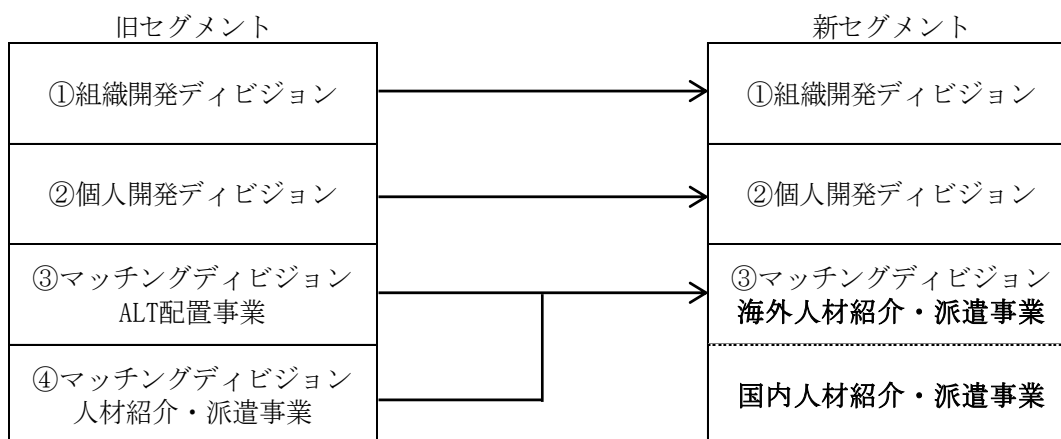 旧セグメント
新セグメント
①組織開発ディビジョン
①組織開発ディビジョン
②個人開発ディビジョン
②個人開発ディビジョン
③マッチングディビジョン
ALT配置事業
③マッチングディビジョン
海外人材紹介・派遣事業
④マッチングディビジョン
人材紹介・派遣事業
国内人材紹介・派遣事業